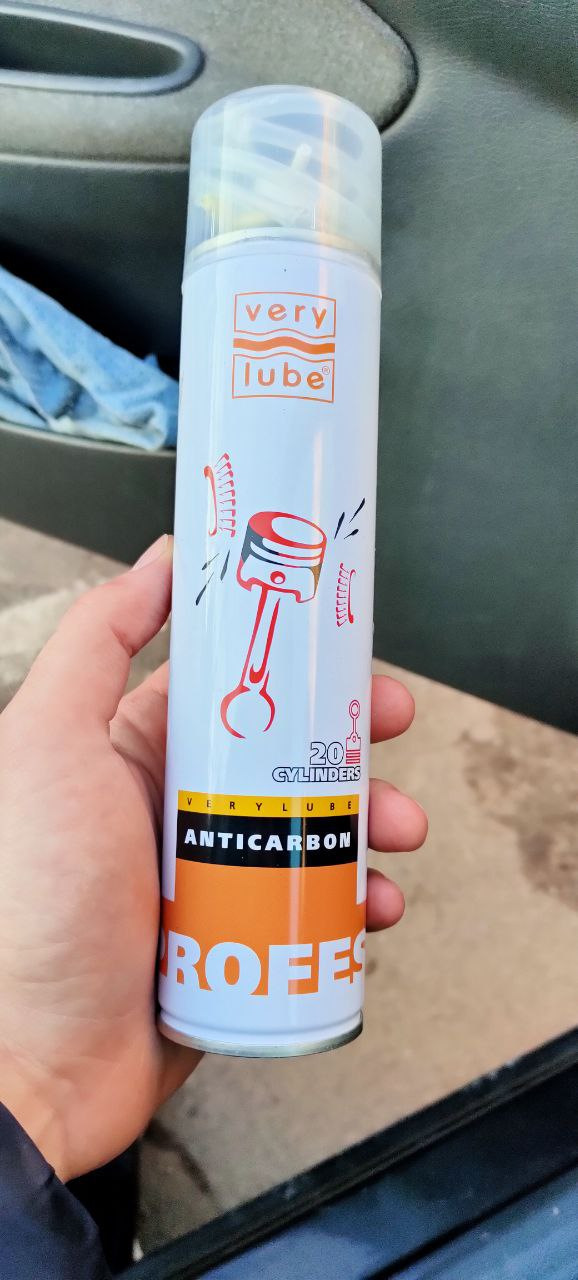 very
lube®
20
CYLINDERS
VERYLUBE
ANTICARBON
PROFES